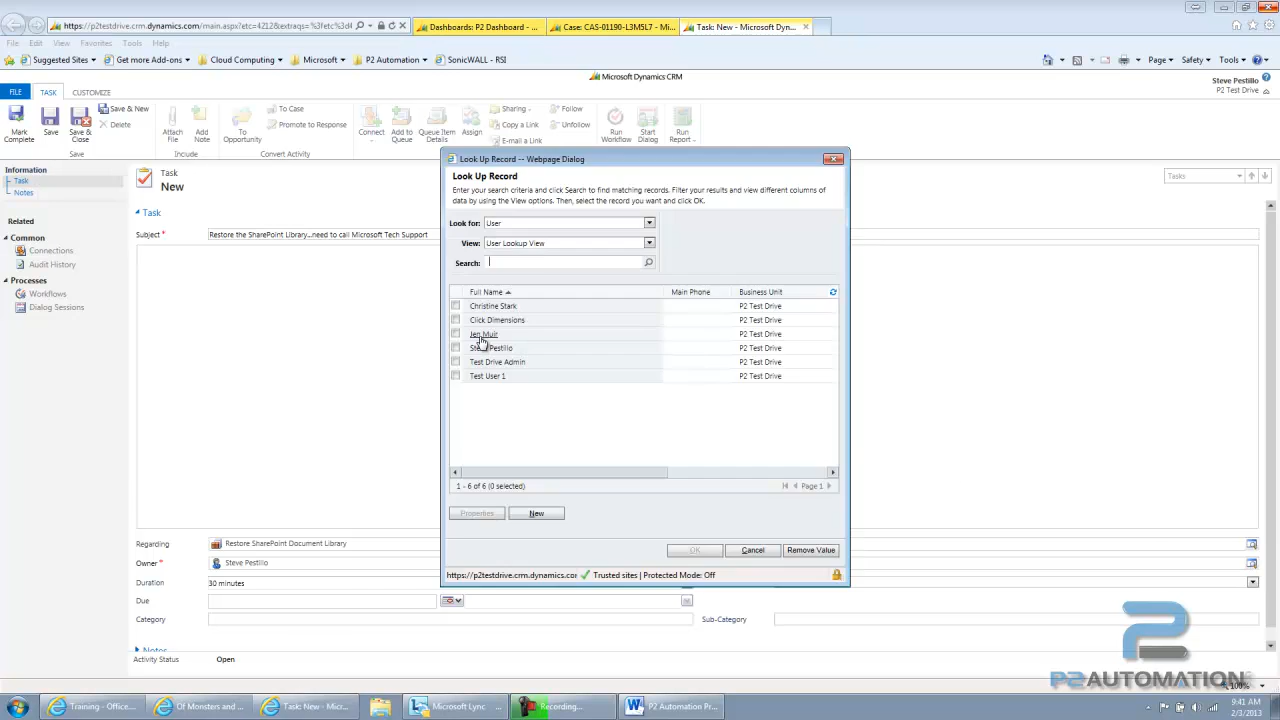 https://p2testdrive.crm.dynamics.com/main.aspx?etc=4212&extraqs=%3fetc%3d4
Dashboards: P2 Dashboard - ...
Case: CAS-01190-L3M5L7 - Mi...
Task: New - Microsoft Dyn...
File Edit View Favorites Tools Help
Suggested Sites
Get more Add-ons
Cloud Computing
Microsoft
P2 Automation
SonicWALL - RSI
Page
Safety
Tools
Microsoft Dynamics CRM
Steve Pestillo
P2 Test Drive
FILE TASK CUSTOMIZE
Mark Complete
Save
Save & Close
Save & New
Delete
Save
Attach File
Add Note
Include
To Opportunity
To Case
Promote to Response
Convert Activity
Connect
Add to Queue
Queue Item Details
Assign
Sharing
Copy a Link
E-mail a Link
Follow
Unfollow
Run Workflow
Start Dialog
Run Report
Information
Task
Notes
Related
Common
Connections
Audit History
Processes
Workflows
Dialog Sessions
Task
New
Tasks
Task
Subject *
Restore the SharePoint Library...need to call Microsoft Tech Support
Look Up Record -- Webpage Dialog
Look Up Record
Enter your search criteria and click Search to find matching records. Filter your results and view different columns of
data by using the View options. Then, select the record you want and click OK.
Look for: User
View: User Lookup View
Search:
Full Name Main Phone Business Unit
Christine Stark P2 Test Drive
Click Dimensions P2 Test Drive
Jen Muir P2 Test Drive
Steve Pestillo P2 Test Drive
Test Drive Admin P2 Test Drive
Test User 1 P2 Test Drive
1 - 6 of 6 (0 selected)
Page 1
Properties
New
OK
Cancel
Remove Value
https://p2testdrive.crm.dynamics.cor
Trusted sites | Protected Mode: Off
Regarding Restore SharePoint Document Library
Owner * Steve Pestillo
Duration 30 minutes
Due
Category
Sub-Category
Notes
Activity Status Open
P2AUTOMATION
100%
Training - Office....
Of Monsters and ...
Task: New - Micr...
Microsoft Lync
Recording...
P2 Automation Pr...
9:41 AM
2/3/2013